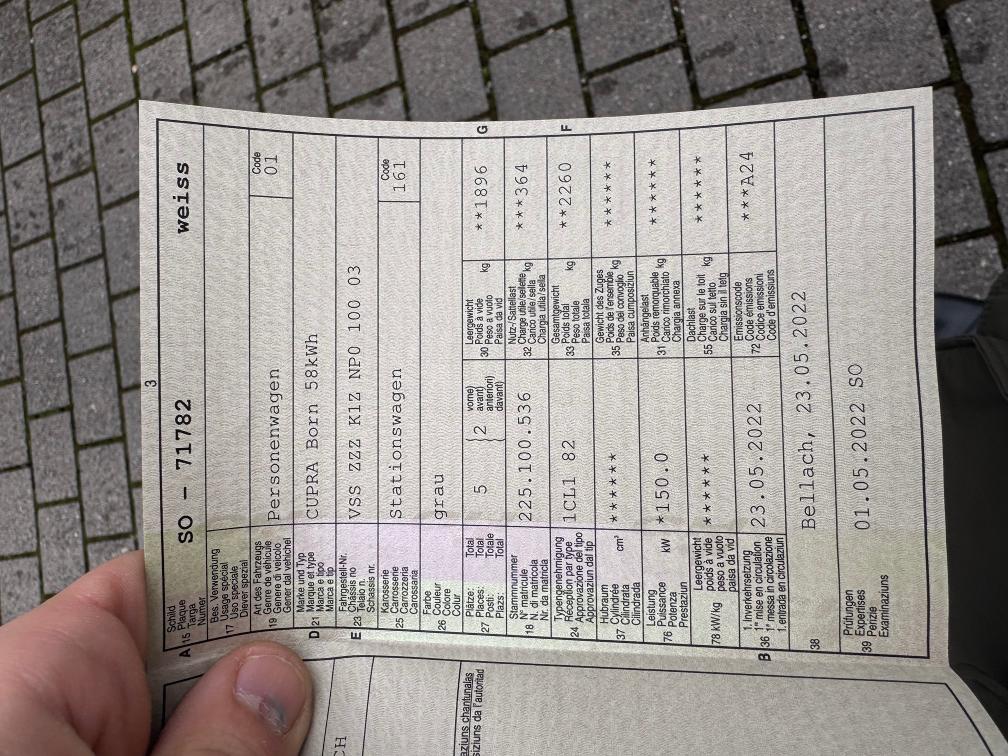 3
Schild
A 15 Plaque
Targa
Numer
SO - 71782 weiss
Bes. Verwendung
17 Usage spécial
Uso speciale
Diever spezial
Art des Fahrzeugs
19 Genre de véhicule
Genere di veicolo
Gener dal vehichel
Personenwagen
Code
01
Marke und Typ
D 21 Marque et type
Marca e tipo
Marca e tip
CUPRA Born 58kWh
Fahrgestell-Nr.
E 23 Châssis no
Telaio n.
Schassis nr.
VSS ZZZ K1Z NP0 100 03
Karosserie
25 Carrosserie
Carrozzeria
Carossaria
Stationswagen
Code
161
Farbe
26 Couleur
Colore
Colur
grau
Plätze: Total
27 Places: Total
Posti: Totale
Plazs: Total
5 } 2
vorne)
avant)
anteriori)
davant)
Leergewicht
30 Poids à vide kg
Peso a vuoto
Paisa da vid
**1896 G
Stammnummer
18 N° matricule
N. matricola
Nr. da matricla
225.100.536
Nutz-/Sattellast
32 Charge utile/sellette kg
Carico utile/sella
Chargia utila/sella
***364
Typengenehmigung
24 Réception par type
Approvazione del tipo
Approvaziun dal tip
1CL1 82
Gesamtgewicht
33 Poids total kg
Peso totale
Paisa totala
**2260 F
Hubraum
37 Cylindrée cm³
Cilindrata
Cilindrada
******
Gewicht des Zuges
35 Poids de l'ensemble kg
Peso del convoglio
Paisa cumposiziun
******
Leistung
76 Puissance kW
Potenza
Prestaziun
*150.0
Anhängelast
31 Poids remorquable kg
Carico rimorchiato
Chargia annexa
******
Leergewicht
78 kW/kg poids à vide
peso a vuoto
paisa da vid
******
Dachlast
55 Charge sur le toit kg
Carico sul tetto
Chargia sin il tetg
******
1. Inverkehrsetzung
B 36 1re mise en circulation
1a messa in circolazione
1. entrada en circulaziun
23.05.2022
Emissionscode
72 Code émissions
Codice emissioni
Code d'emissiuns
***A24
38
Bellach, 23.05.2022
Prüfungen
39 Expertises
Perizie
Examinaziuns
01.05.2022 SO
CH